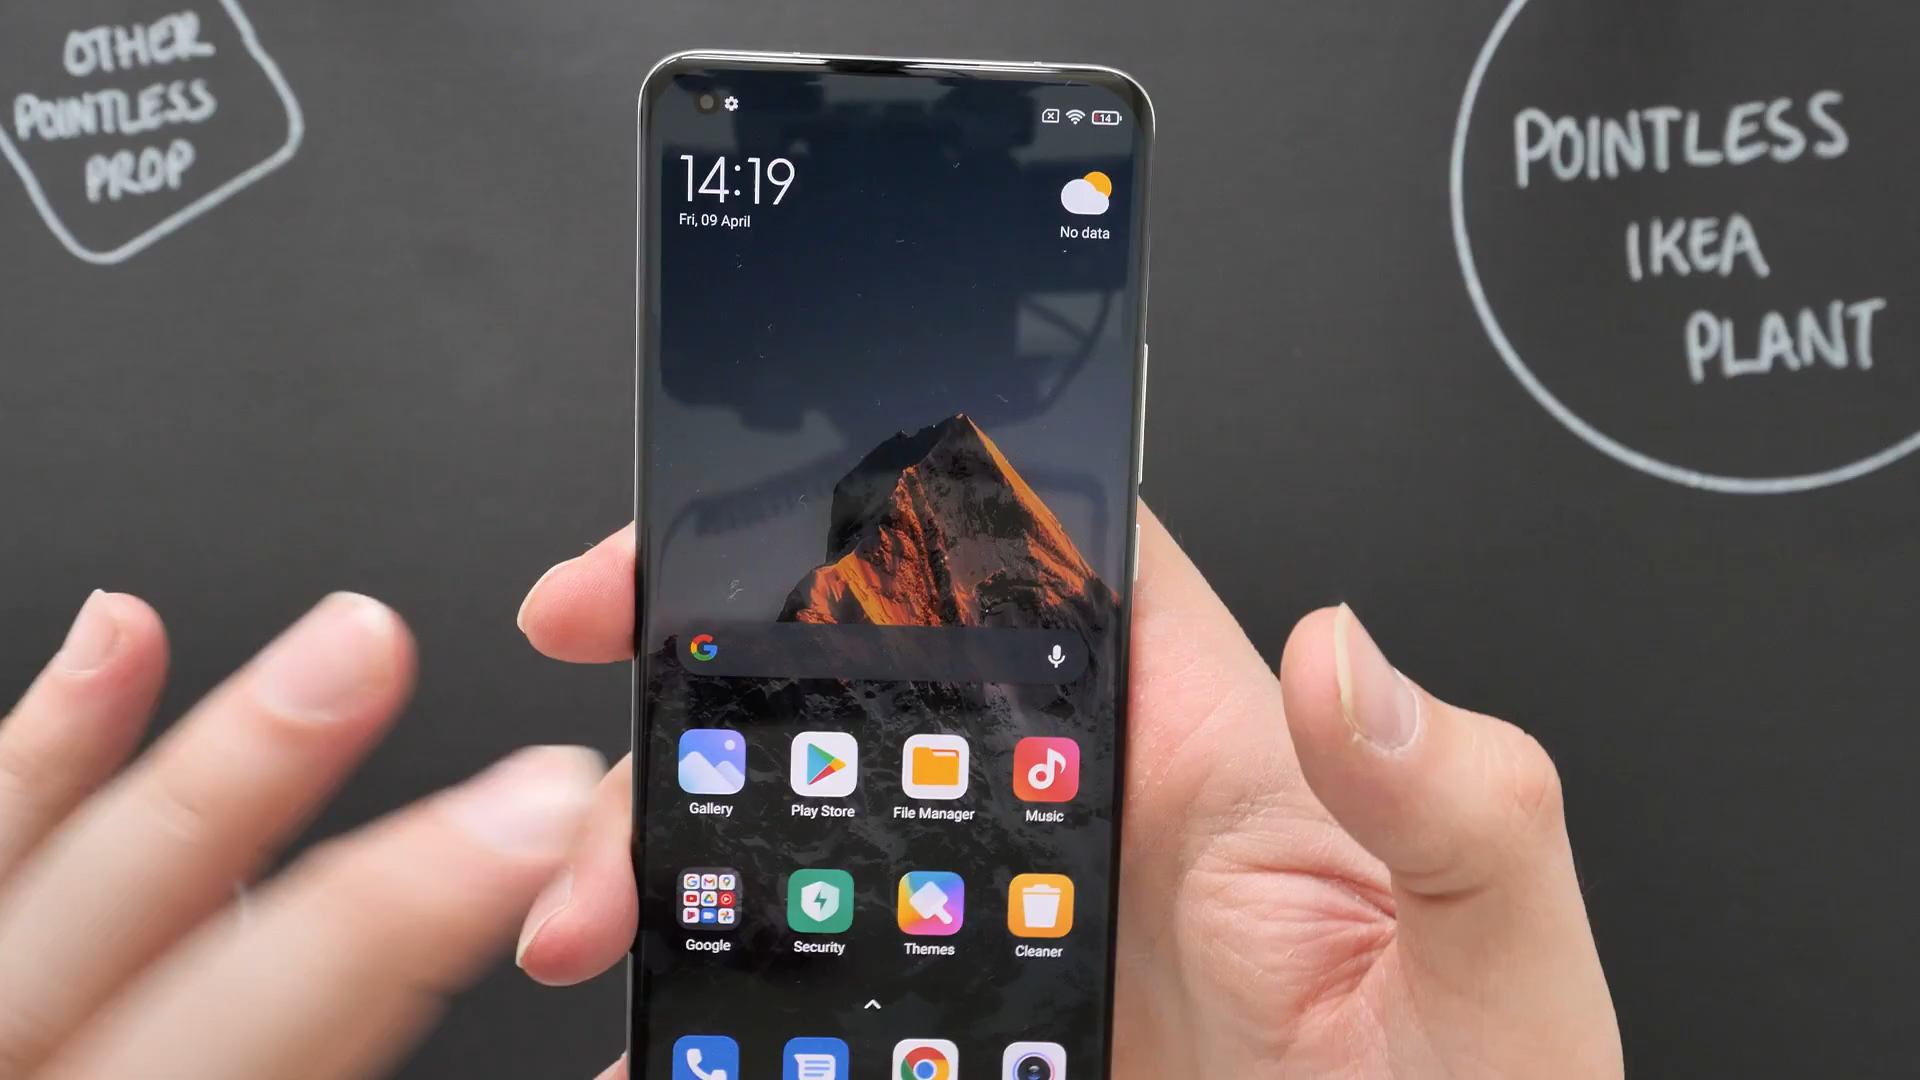 OTHER
POINTLESS
PROP
POINTLESS
IKEA
PLANT
14
14:19
Fri, 09 April
No data
Gallery
Play Store
File Manager
Music
Google
Security
Themes
Cleaner